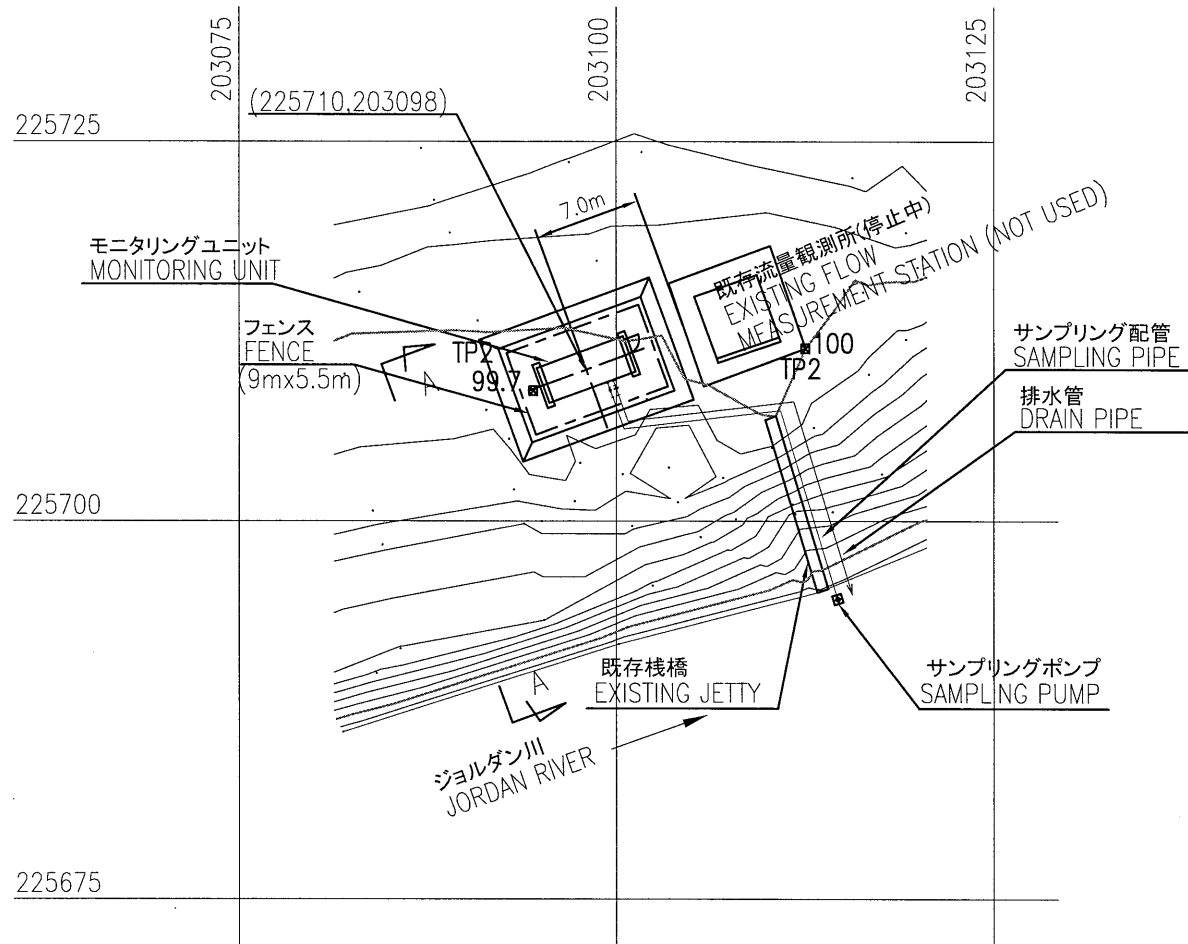 203075
203100
203125
(225710,203098)
225725
7.0m
既存流量観測所(停止中)
EXISTING FLOW
MEASUREMENT STATION (NOT USED)
モニタリングユニット
MONITORING UNIT
フェンス
FENCE
(9mx5.5m)
A
TP2
99.7
100
TP2
サンプリング配管
SAMPLING PIPE
排水管
DRAIN PIPE
225700
既存桟橋
EXISTING JETTY
サンプリングポンプ
SAMPLING PUMP
A
ジョルダン川
JORDAN RIVER
225675